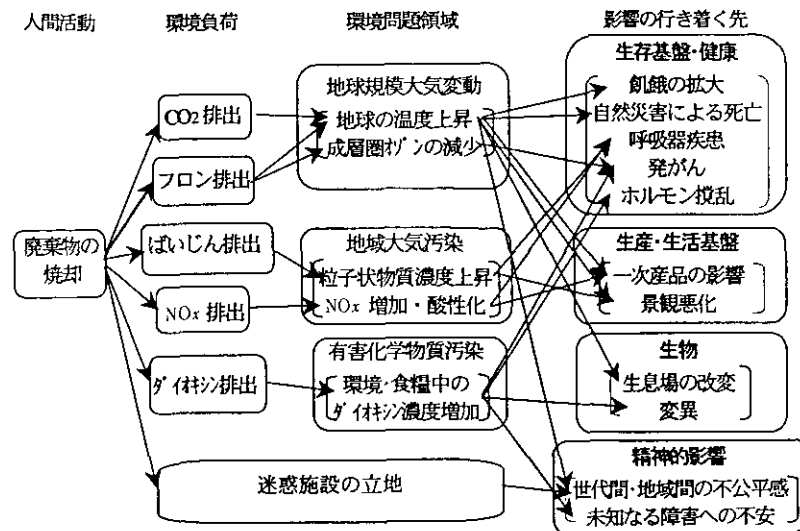 人間活動
環境負荷
環境問題領域
影響の行き着く先
廃棄物の
焼却
CO2 排出
フロン排出
ばいじん排出
NOx 排出
ダイオキシン排出
迷惑施設の立地
地球規模大気変動
地球の温度上昇
成層圏オゾンの減少
地域大気汚染
粒子状物質濃度上昇
NOx 増加・酸性化
有害化学物質汚染
環境・食糧中の
ダイオキシン濃度増加
生存基盤・健康
飢餓の拡大
自然災害による死亡
呼吸器疾患
発がん
ホルモン撹乱
生産・生活基盤
一次産品の影響
景観悪化
生物
生息場の改変
変異
精神的影響
世代間・地域間の不公平感
未知なる障害への不安